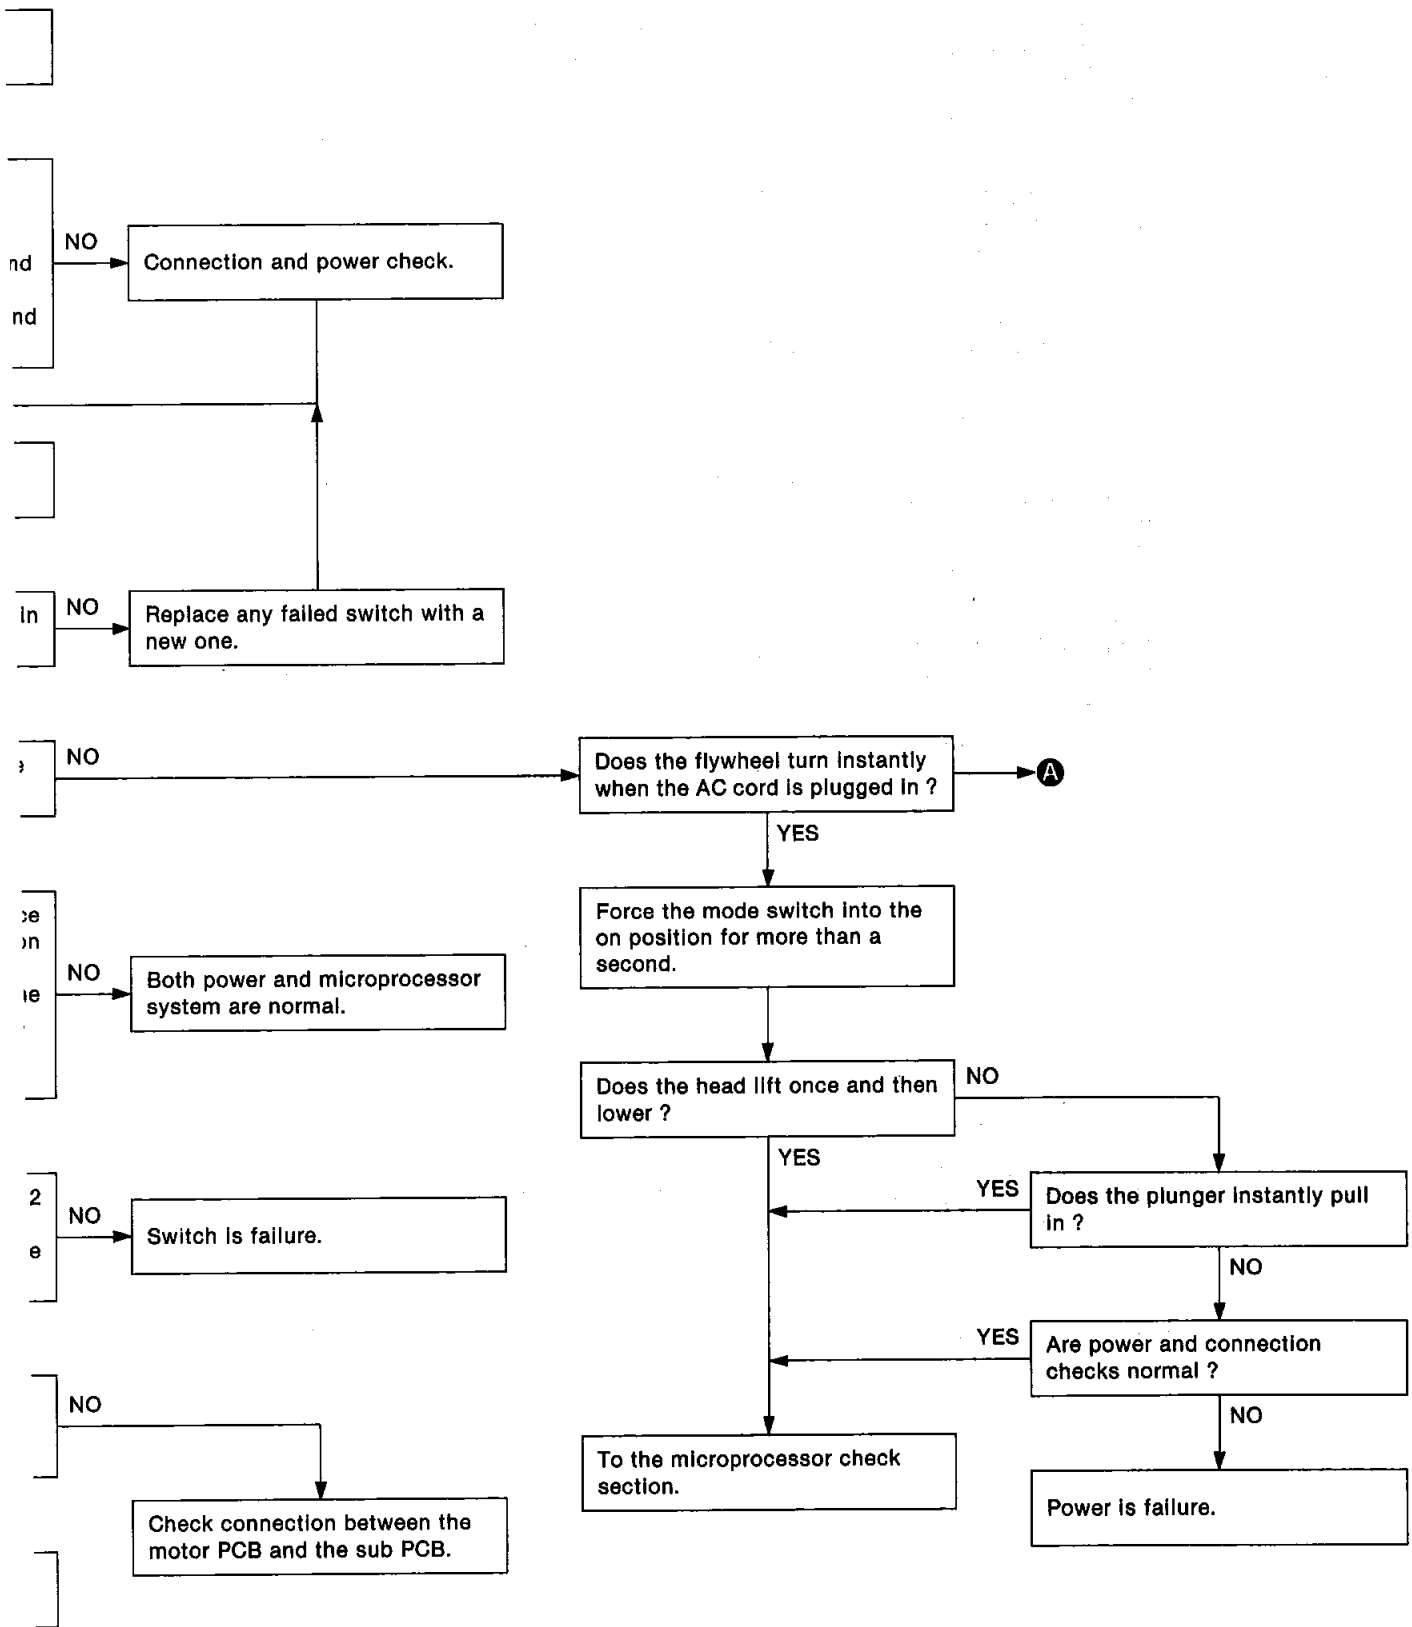 NO
nd
Connection and power check.
nd
in
NO
Replace any failed switch with a
new one.
NO
Does the flywheel turn instantly
when the AC cord is plugged in ?
A
YES
Force the mode switch into the
on position for more than a
second.
on
NO
Both power and microprocessor
system are normal.
Does the head lift once and then
lower ?
NO
YES
2
NO
e
Switch is failure.
YES
Does the plunger instantly pull
in ?
NO
YES
Are power and connection
checks normal ?
NO
NO
To the microprocessor check
section.
Power is failure.
Check connection between the
motor PCB and the sub PCB.